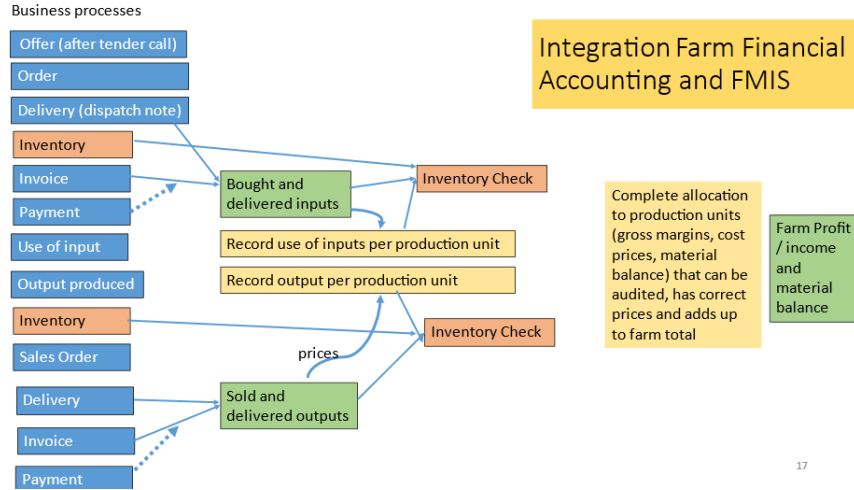 Business processes
Integration Farm Financial
Accounting and FMIS
Offer (after tender call)
Order
Delivery (dispatch note)
Inventory
Invoice
Payment
Use of input
Output produced
Inventory
Sales Order
Delivery
Invoice
Payment
Bought and
delivered inputs
Inventory Check
Record use of inputs per production unit
Record output per production unit
Inventory Check
prices
Sold and
delivered outputs
Complete allocation
to production units
(gross margins, cost
prices, material
balance) that can be
audited, has correct
prices and adds up
to farm total
Farm Profit
/ income
and
material
balance
17